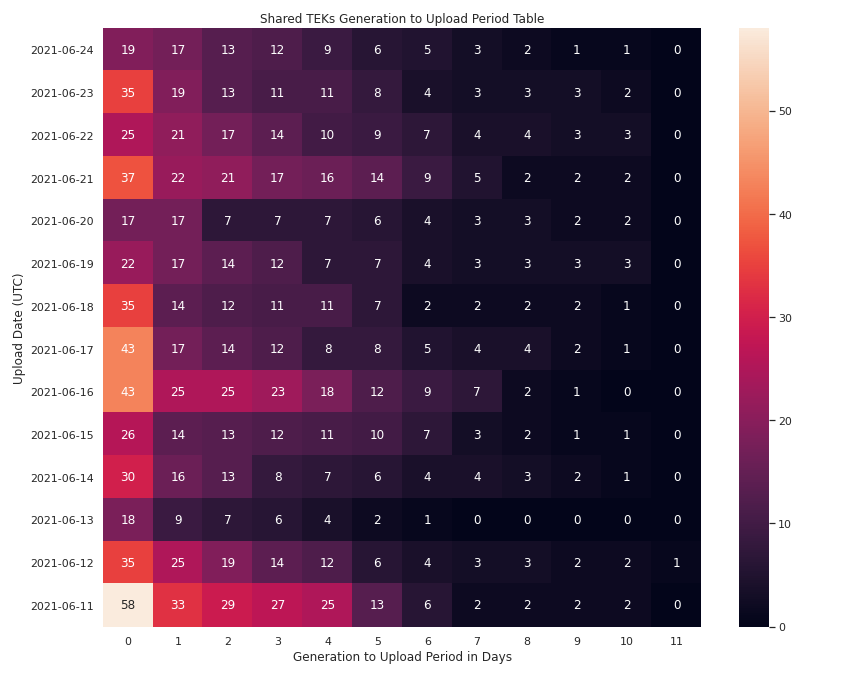 Shared TEKs Generation to Upload Period Table
Upload Date (UTC)
2021-06-24 19 17 13 12 9 6 5 3 2 1 1 0
2021-06-23 35 19 13 11 11 8 4 3 3 3 2 0
2021-06-22 25 21 17 14 10 9 7 4 4 3 3 0
2021-06-21 37 22 21 17 16 14 9 5 2 2 2 0
2021-06-20 17 17 7 7 7 6 4 3 3 2 2 0
2021-06-19 22 17 14 12 7 7 4 3 3 3 3 0
2021-06-18 35 14 12 11 11 7 2 2 2 2 1 0
2021-06-17 43 17 14 12 8 8 5 4 4 2 1 0
2021-06-16 43 25 25 23 18 12 9 7 2 1 0 0
2021-06-15 26 14 13 12 11 10 7 3 2 1 1 0
2021-06-14 30 16 13 8 7 6 4 4 3 2 1 0
2021-06-13 18 9 7 6 4 2 1 0 0 0 0 0
2021-06-12 35 25 19 14 12 6 4 3 3 2 2 1
2021-06-11 58 33 29 27 25 13 6 2 2 2 2 0
0 1 2 3 4 5 6 7 8 9 10 11
Generation to Upload Period in Days
50
40
30
20
10
0